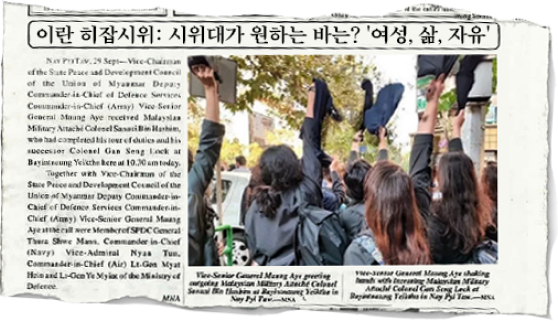 이란 히잡시위: 시위대가 원하는 바는? '여성, 삶, 자유'
NAY PYI TAW, 29 Sept—Vice-Chairman
of the State Peace and Development Council
of the Union of Myanmar Deputy
Commander-in-Chief of Defence Services
Commander-in-Chief (Army) Vice-Senior
General Maung Aye received Malaysian
Military Attaché Colonel Sanasi Bin Hashim,
who had completed his tour of duties and his
successor Colonel Gan Seng Lock at
Bayintnaung Yeiktha here at 10.30 am today.
Together with Vice-Chairman of the
State Peace and Development Council of the
Union of Myanmar Deputy Commander-in-
Chief of Defence Services Commander-in-
Chief (Army) Vice-Senior General Maung
Aye at the call were Member of SPDC General
Thura Shwe Mann, Commander-in-Chief
(Navy) Vice-Admiral Nyan Tun,
Commander-in-Chief (Air) Lt-Gen Myat
Hein and Lt-Gen Ye Myint of the Ministry of
Defence.
MNA
Vice-Senior General Maung Aye greeting
outgoing Malaysian Military Attaché Colonel
Sanasi Bin Hashim at Bayintnaung Yeiktha in
Nay Pyi Taw.—MNA
Vice-Senior General Maung Aye shaking
hands with incoming Malaysian Military
Attaché Colonel Gan Seng Lock at
Bayintnaung Yeiktha in Nay Pyi Taw.—MNA